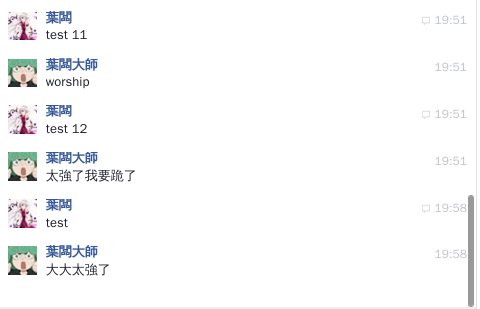 葉闆 19:51
test 11
葉闆大師 19:51
worship
葉闆 19:51
test 12
葉闆大師 19:51
太強了我要跪了
葉闆 19:58
test
葉闆大師 19:58
大大太強了